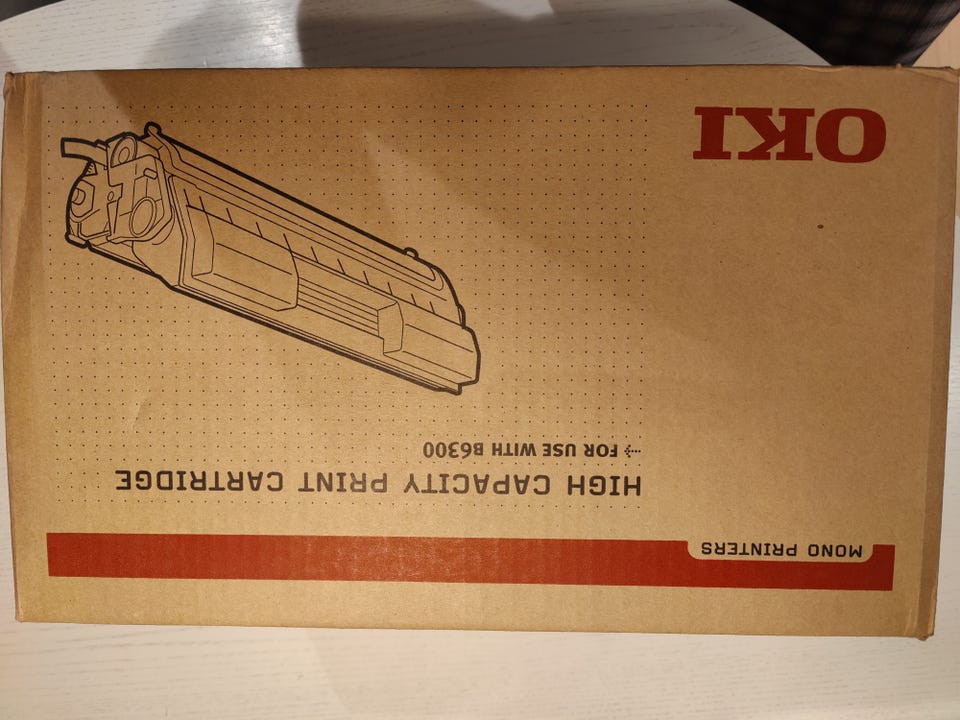 MONO PRINTERS
HIGH CAPACITY PRINT CARTRIDGE
FOR USE WITH B6300
OKI